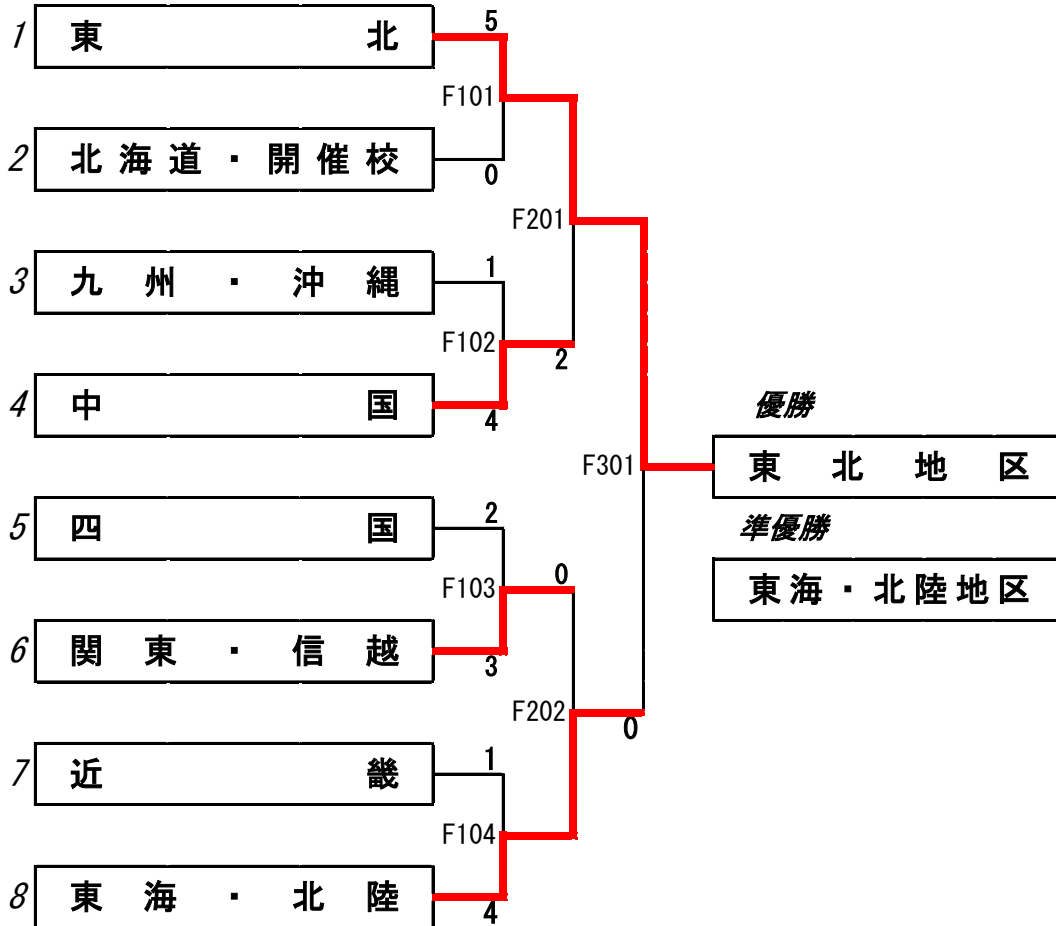 1 東北 5
F101
2 北海道・開催校 0
F201
3 九州・沖縄 1
F102 2
4 中国 4
優勝
F301 東北地区
5 四国 2
準優勝
F103 0
東海・北陸地区
6 関東・信越 3
F202 0
7 近畿 1
F104
8 東海・北陸 4